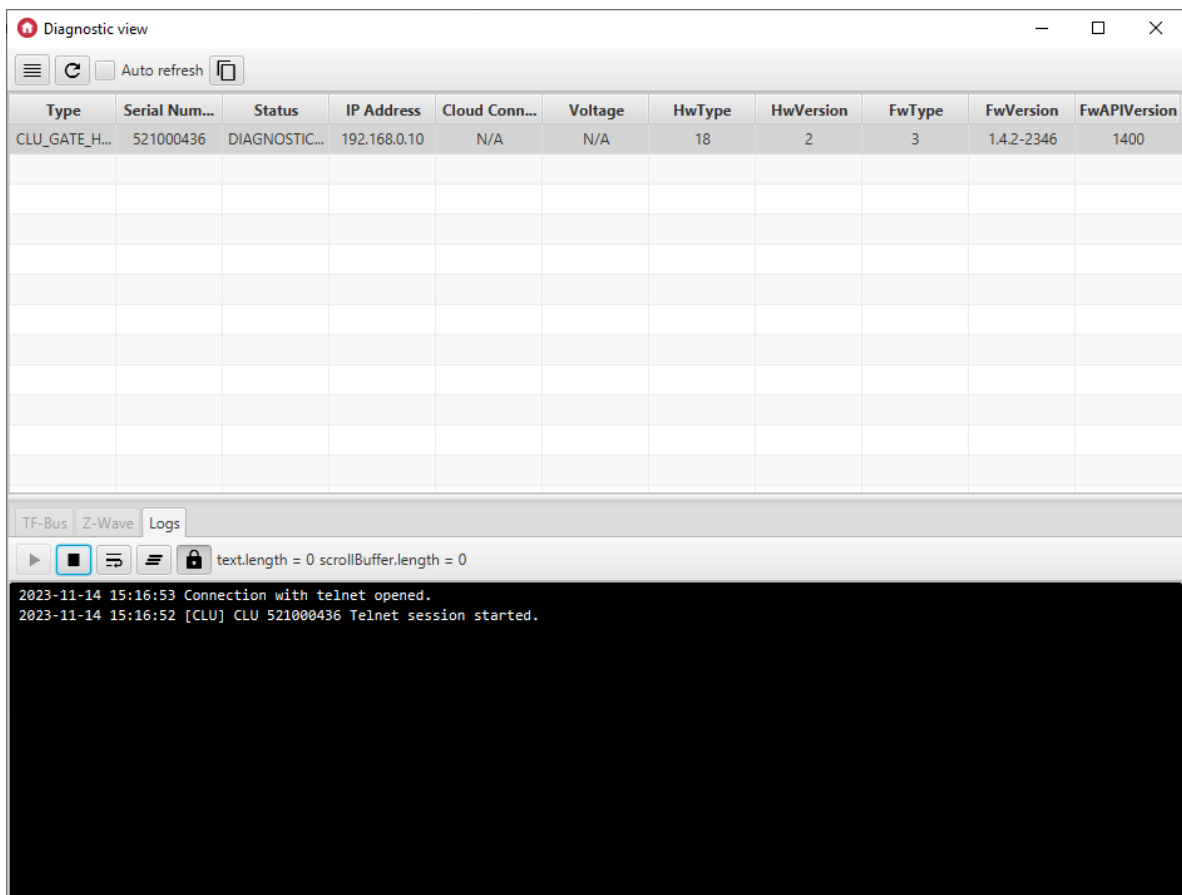 Diagnostic view
Auto refresh
Type Serial Num... Status IP Address Cloud Conn... Voltage HwType HwVersion FwType FwVersion FwAPIVersion
CLU_GATE_H... 521000436 DIAGNOSTIC... 192.168.0.10 N/A N/A 18 2 3 1.4.2-2346 1400
TF-Bus Z-Wave Logs
text.length = 0 scrollBuffer.length = 0
2023-11-14 15:16:53 Connection with telnet opened.
2023-11-14 15:16:52 [CLU] CLU 521000436 Telnet session started.